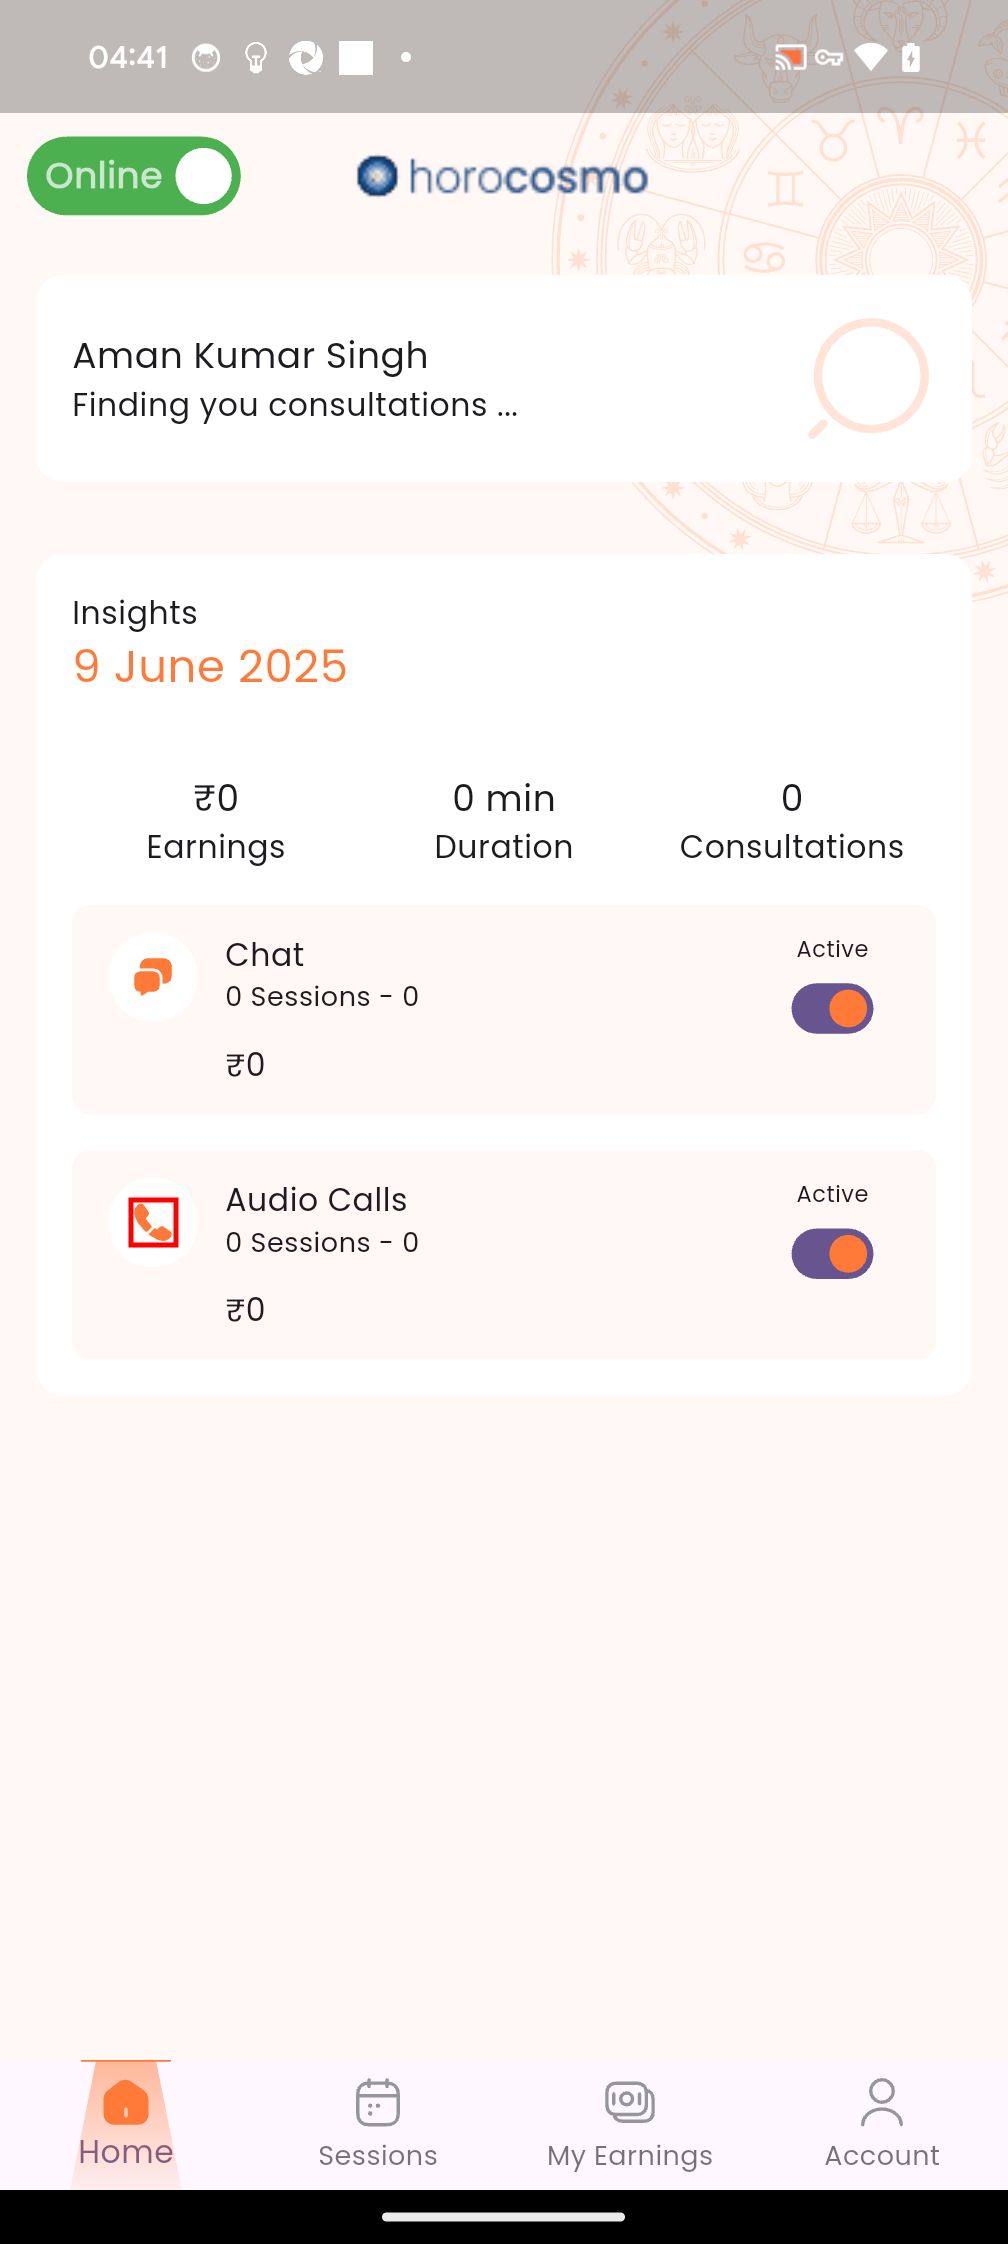 04:41
Online
horocosmo
Aman Kumar Singh
Finding you consultations ...
Insights
9 June 2025
₹0
Earnings
0 min
Duration
0
Consultations
Chat
0 Sessions - 0
₹0
Active
Audio Calls
0 Sessions - 0
₹0
Active
Home
Sessions
My Earnings
Account